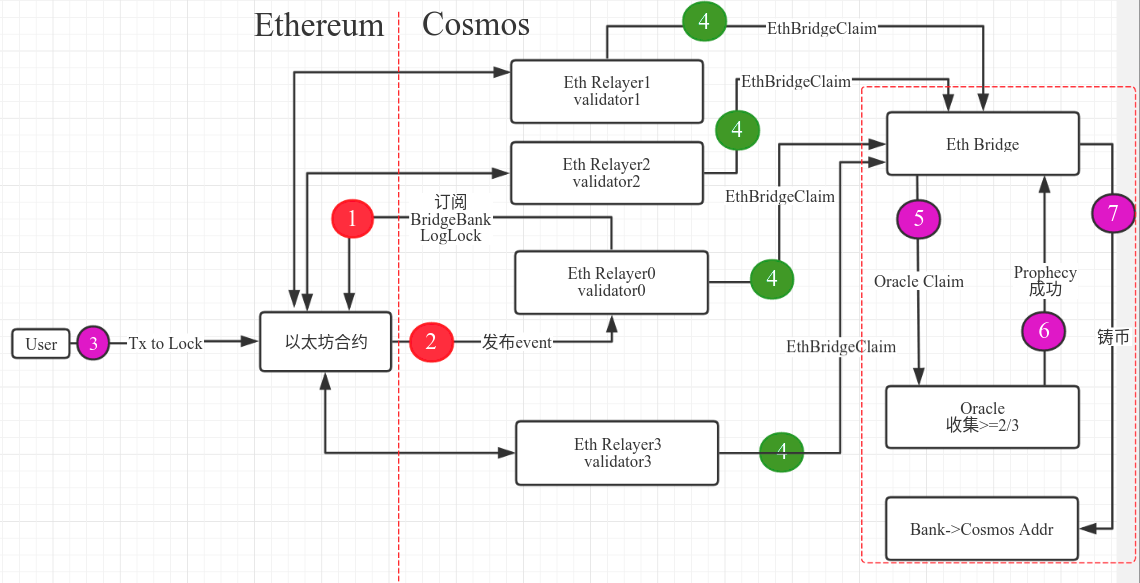 Ethereum
Cosmos
4
EthBridgeClaim
Eth Relayer1
validator1
EthBridgeClaim
4
Eth Bridge
Eth Relayer2
validator2
EthBridgeClaim
1
订阅
BridgeBank
LogLock
5
7
Eth Relayer0
validator0
4
Oracle Claim
Prophecy
成功
User
3
Tx to Lock
以太坊合约
2
发布event
6
铸币
EthBridgeClaim
Oracle
收集>=2/3
Eth Relayer3
validator3
4
Bank->Cosmos Addr